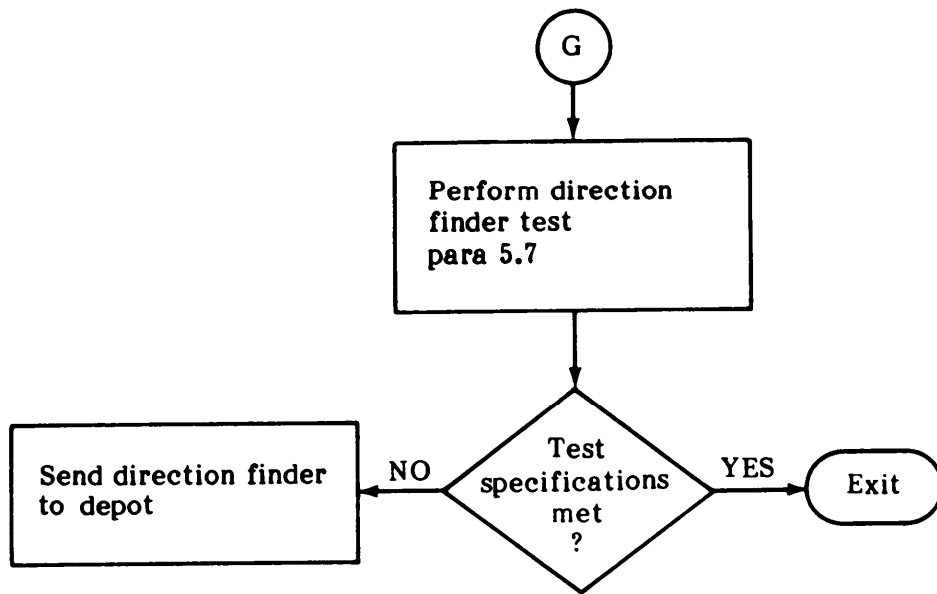 G
Perform direction
finder test
para 5.7
Test
specifications
met
?
NO
YES
Send direction finder
to depot
Exit